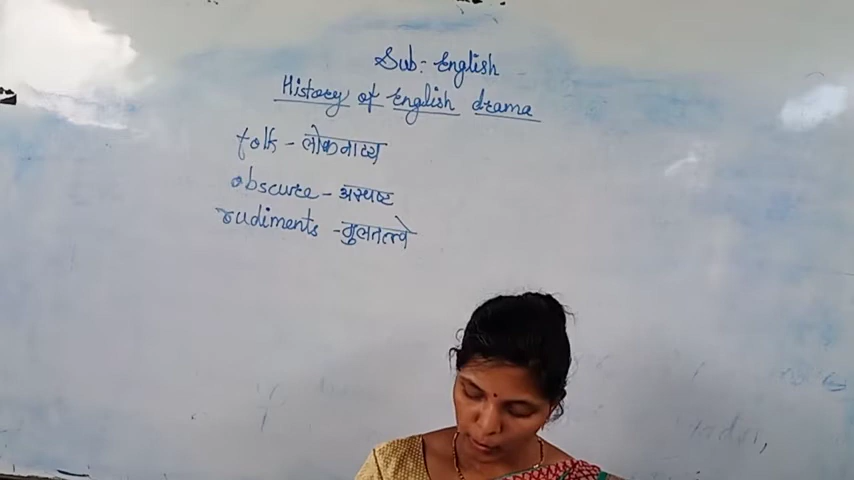 Sub:- English
History of English drama
folk - लोकनाट्य
obscure - अस्पष्ट
rudiments - मुलतत्त्वे